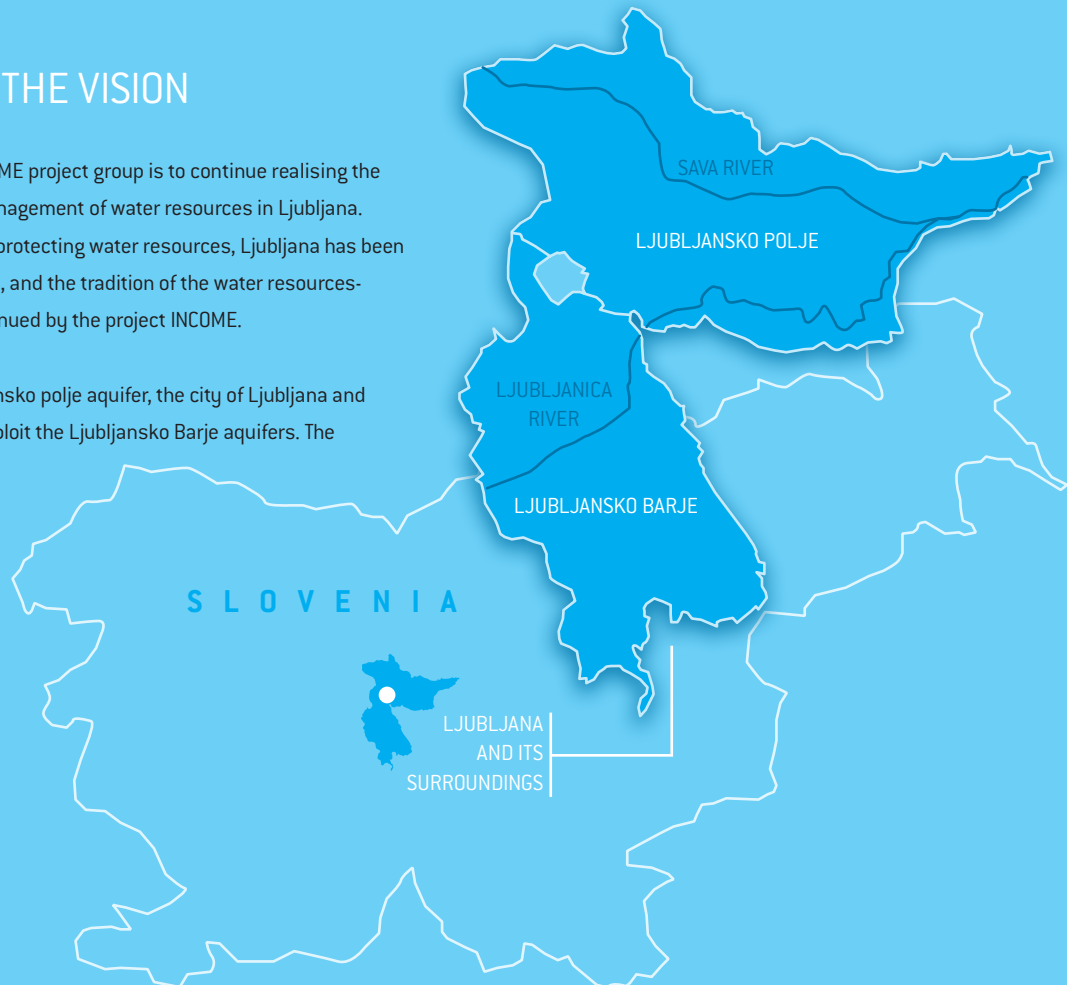 THE VISION
ME project group is to continue realising the
nagement of water resources in Ljubljana.
protecting water resources, Ljubljana has been
, and the tradition of the water resources-
nued by the project INCOME.
nsko polje aquifer, the city of Ljubljana and
ploit the Ljubljansko Barje aquifers. The
SAVA RIVER
LJUBLJANSKO POLJE
LJUBLJANICA
RIVER
LJUBLJANSKO BARJE
SLOVENIA
LJUBLJANA
AND ITS
SURROUNDINGS